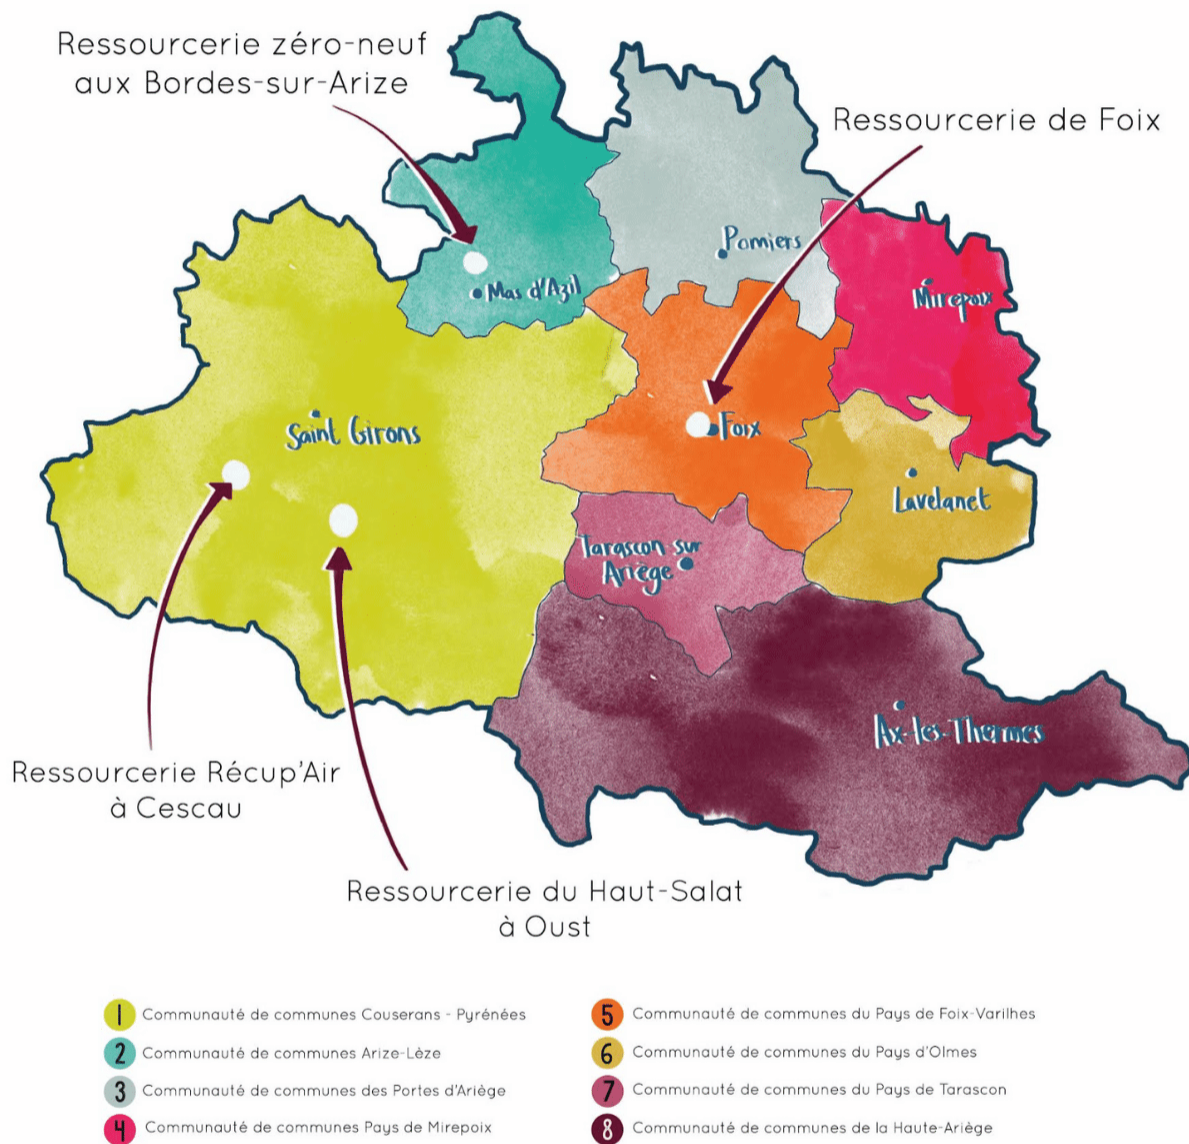 Ressourcerie zéro-neuf
aux Bordes-sur-Arize
Ressourcerie de Foix
Pamiers
Mas d'Azil
Mirepoix
Saint Girons
Foix
Lavelanet
Tarascon sur
Ariège
Ax-les-Thermes
Ressourcerie Récup'Air
à Cescau
Ressourcerie du Haut-Salat
à Oust
1 Communauté de communes Couserans - Pyrénées
2 Communauté de communes Arize-Lèze
3 Communauté de communes des Portes d'Ariège
4 Communauté de communes Pays de Mirepoix
5 Communauté de communes du Pays de Foix-Varilhes
6 Communauté de communes du Pays d'Olmes
7 Communauté de communes du Pays de Tarascon
8 Communauté de communes de la Haute-Ariège